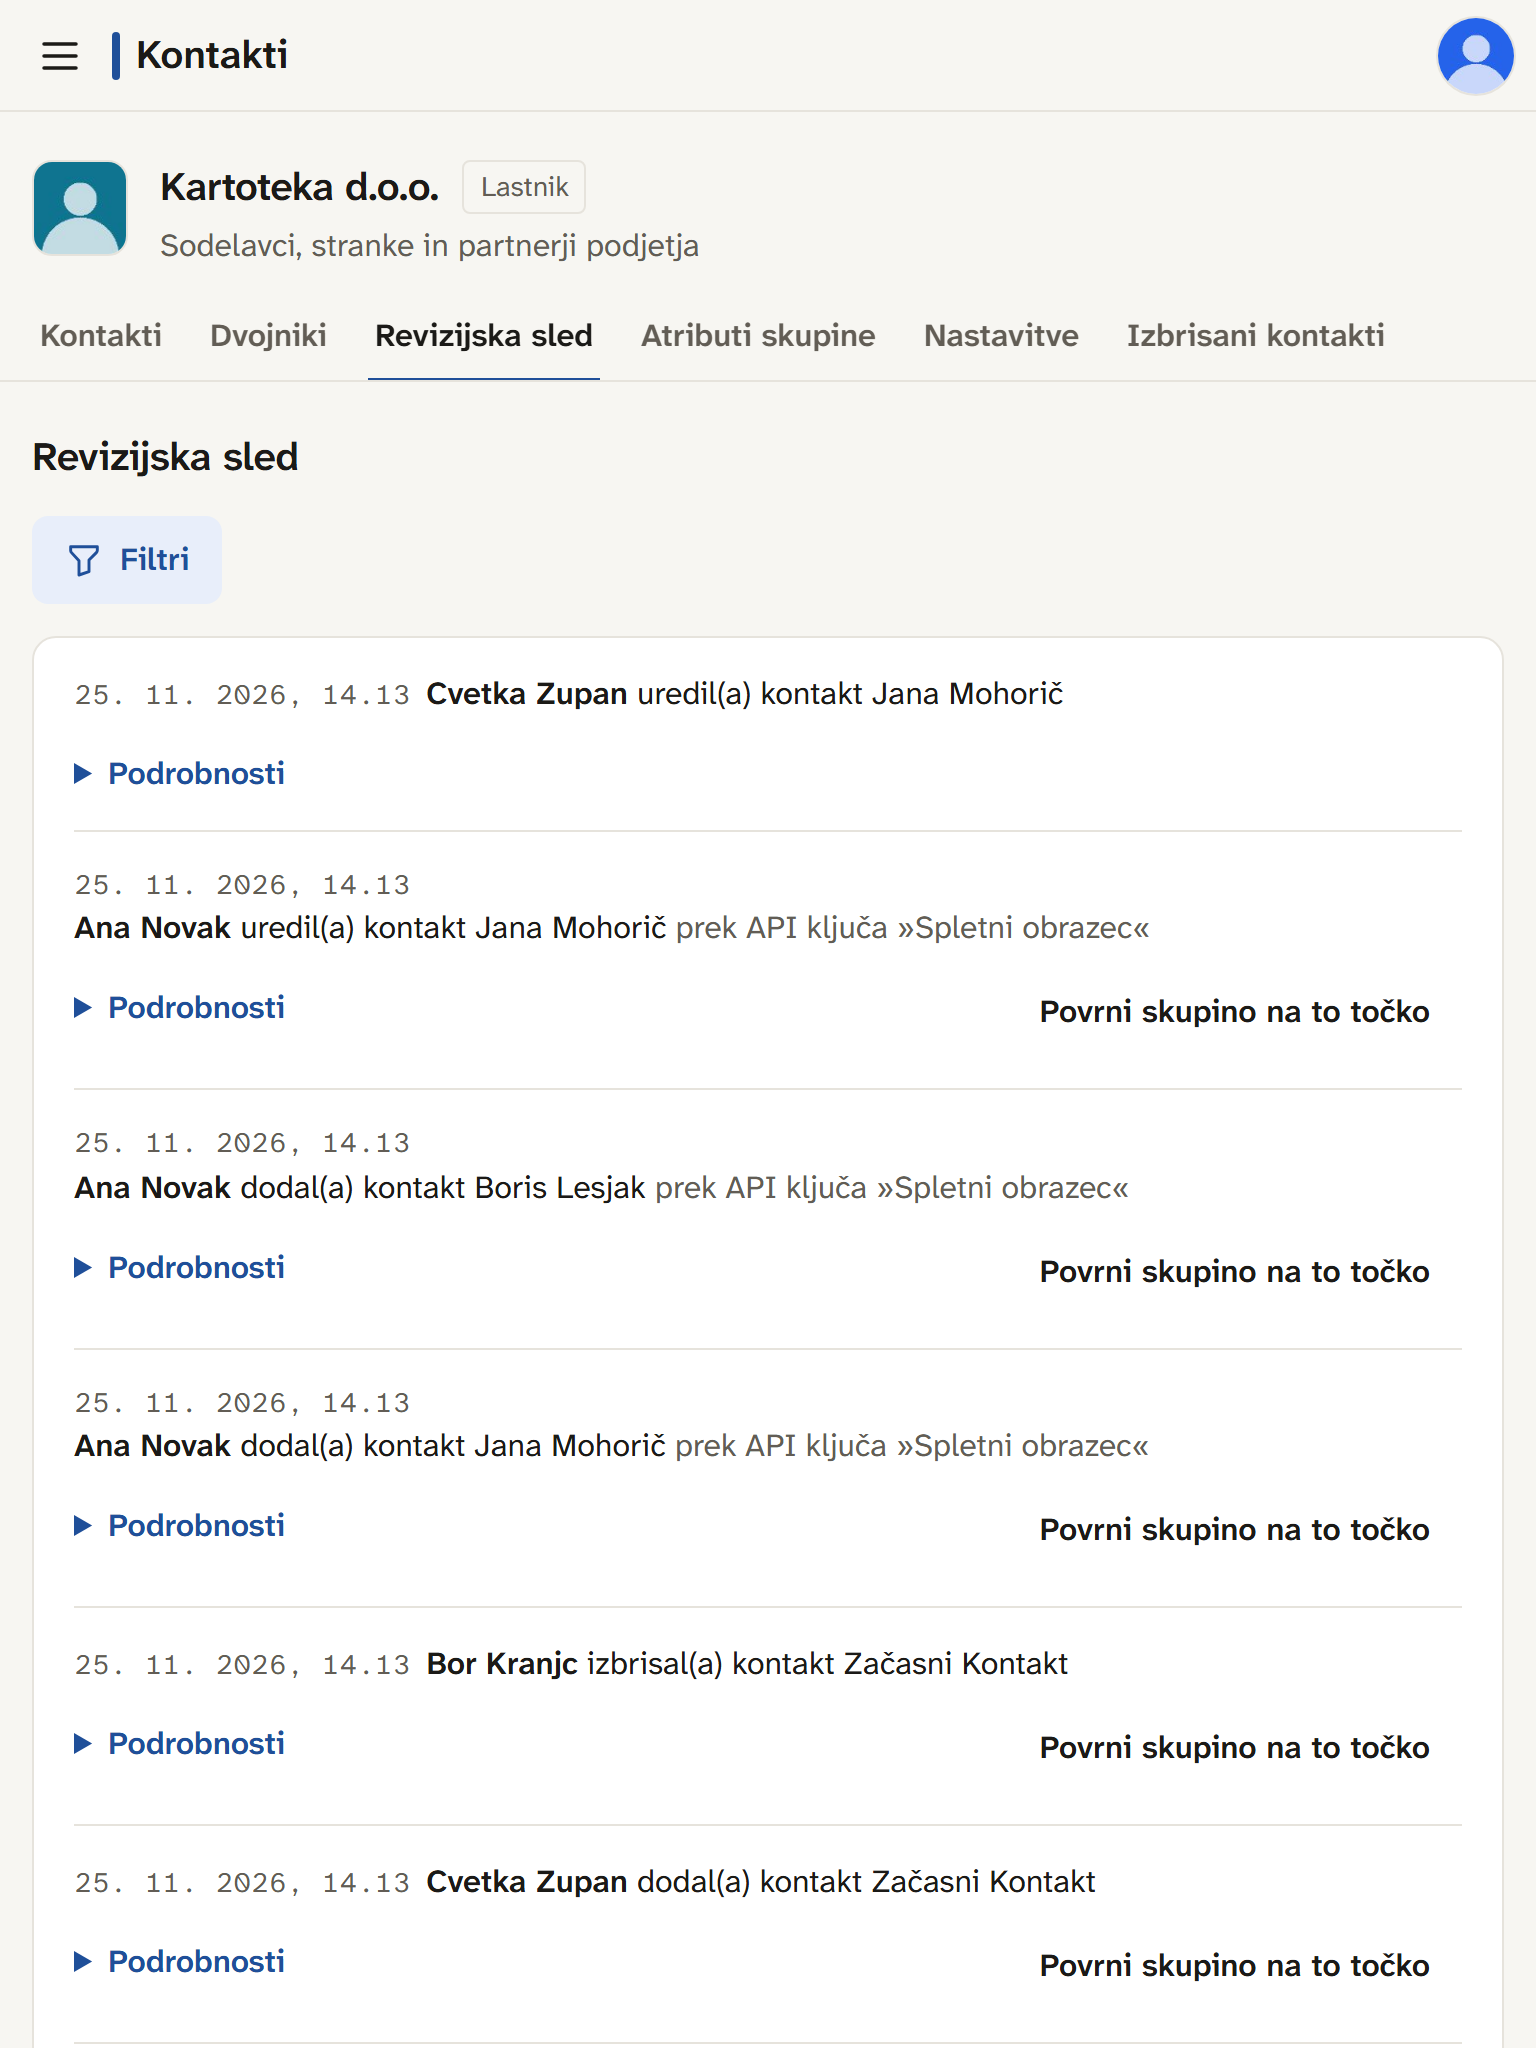 Kontakti
Kartoteka d.o.o. Lastnik
Sodelavci, stranke in partnerji podjetja
Kontakti Dvojniki Revizijska sled Atributi skupine Nastavitve Izbrisani kontakti
Revizijska sled
Filtri
25. 11. 2026, 14.13 Cvetka Zupan uredil(a) kontakt Jana Mohorič
Podrobnosti
25. 11. 2026, 14.13
Ana Novak uredil(a) kontakt Jana Mohorič prek API ključa »Spletni obrazec«
Podrobnosti Povrni skupino na to točko
25. 11. 2026, 14.13
Ana Novak dodal(a) kontakt Boris Lesjak prek API ključa »Spletni obrazec«
Podrobnosti Povrni skupino na to točko
25. 11. 2026, 14.13
Ana Novak dodal(a) kontakt Jana Mohorič prek API ključa »Spletni obrazec«
Podrobnosti Povrni skupino na to točko
25. 11. 2026, 14.13 Bor Kranjc izbrisal(a) kontakt Začasni Kontakt
Podrobnosti Povrni skupino na to točko
25. 11. 2026, 14.13 Cvetka Zupan dodal(a) kontakt Začasni Kontakt
Podrobnosti Povrni skupino na to točko